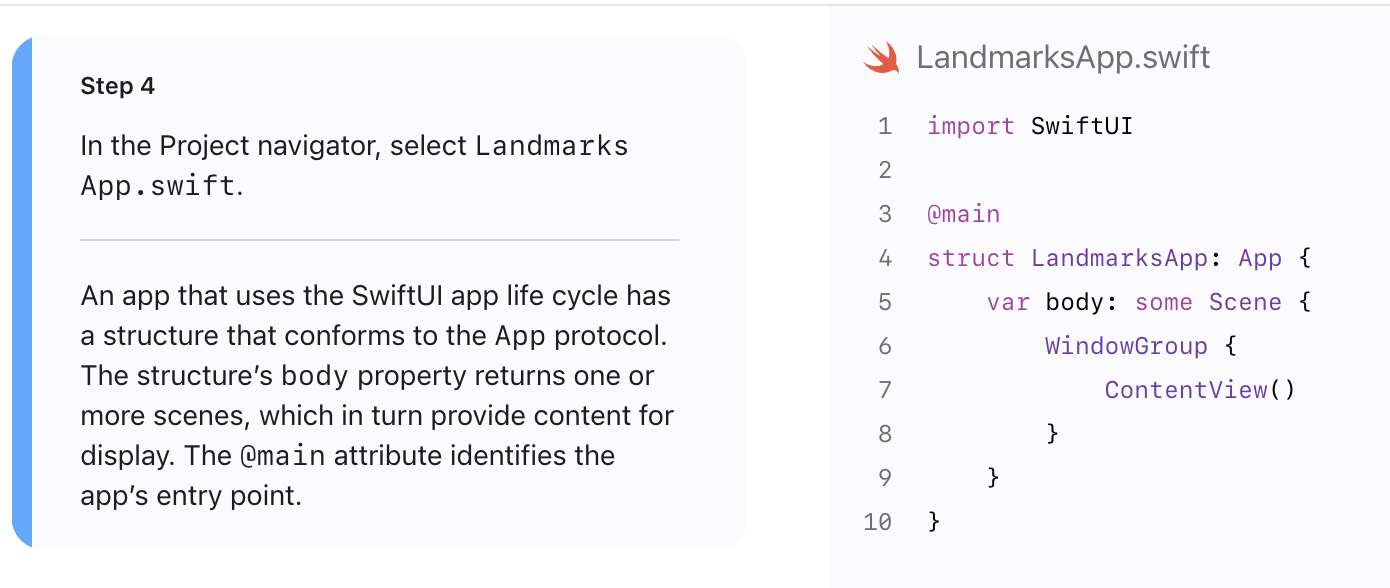 Step 4
In the Project navigator, select Landmarks
App.swift.
An app that uses the SwiftUI app life cycle has
a structure that conforms to the App protocol.
The structure’s body property returns one or
more scenes, which in turn provide content for
display. The @main attribute identifies the
app’s entry point.
LandmarksApp.swift
1 import SwiftUI
2
3 @main
4 struct LandmarksApp: App {
5     var body: some Scene {
6         WindowGroup {
7             ContentView()
8         }
9     }
10 }